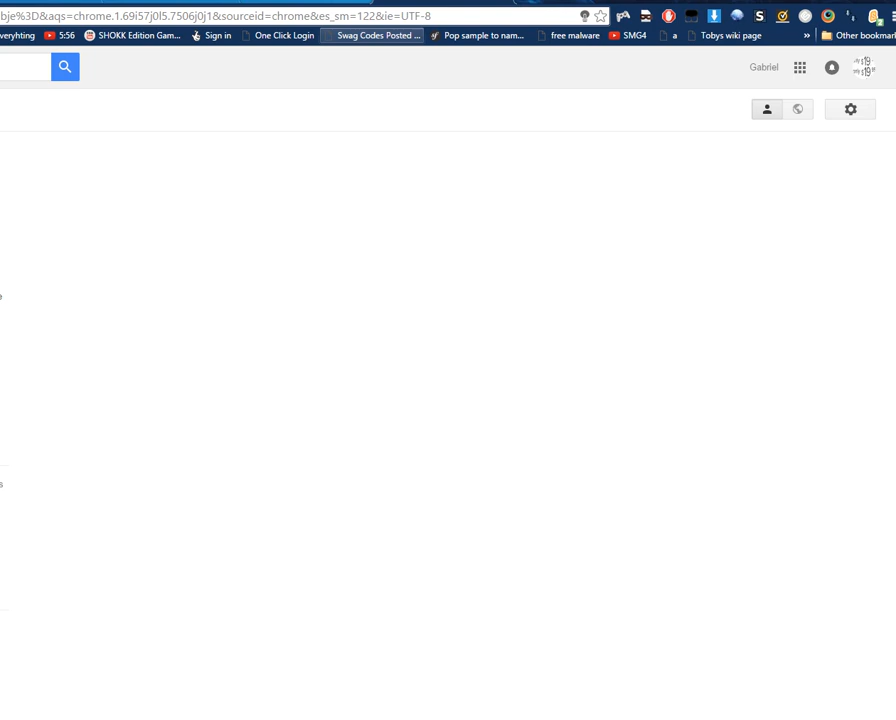 bje%3D&aqs=chrome.1.69i57j0l5.7506j0j1&sourceid=chrome&es_sm=122&ie=UTF-8
everyhting 5:56 SHOKK Edition Gam... Sign in One Click Login Swag Codes Posted ... Pop sample to nam... free malware SMG4 a Tobys wiki page » Other bookmar
Gabriel
e
s